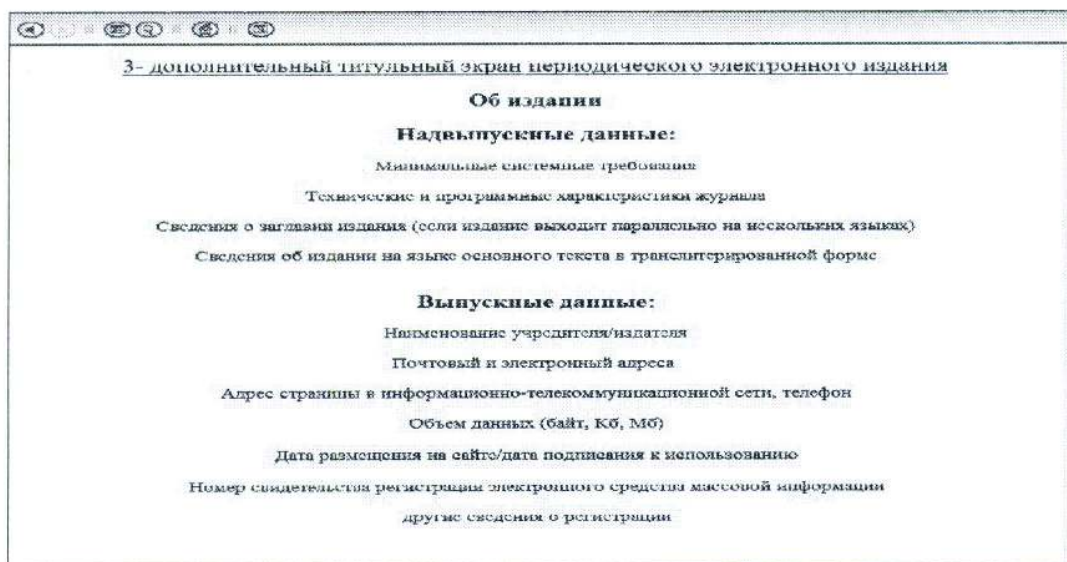 3- дополнительный титульный экран периодического электронного издания
Об издании
Надвыпускные данные:
Минимальные системные требования
Технические и программные характеристики журнала
Сведения о заглавии издания (если издание выходит параллельно на нескольких языках)
Сведения об издании на языке основного текста в транслитерированной форме
Выпускные данные:
Наименование учредителя/издателя
Почтовый и электронный адреса
Адрес страницы в информационно-телекоммуникационной сети, телефон
Объем данных (байт, Кб, Мб)
Дата размещения на сайте/дата подписания к использованию
Номер свидетельства регистрации электронного средства массовой информации
другие сведения о регистрации